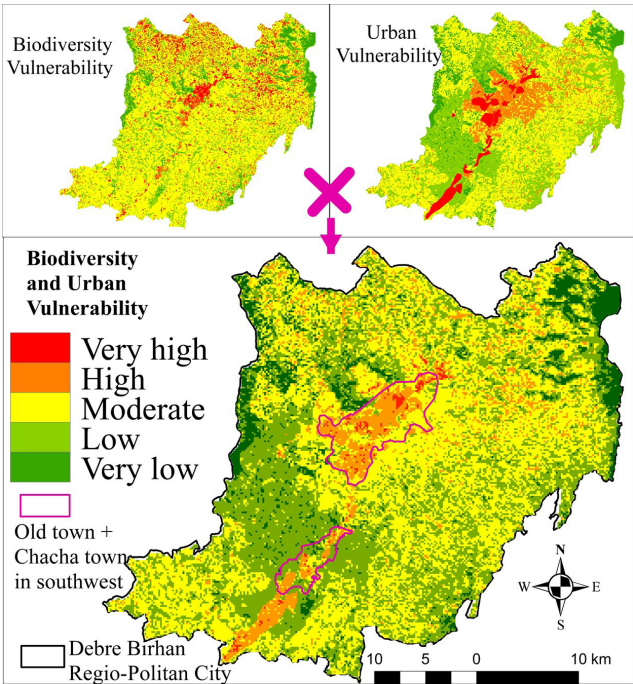 Biodiversity
Vulnerability
Urban
Vulnerability
Biodiversity
and Urban
Vulnerability
Very high
High
Moderate
Low
Very low
Old town +
Chacha town
in southwest
Debre Birhan
Regio-Politan City
N
W E
S
10 5 0 10 km